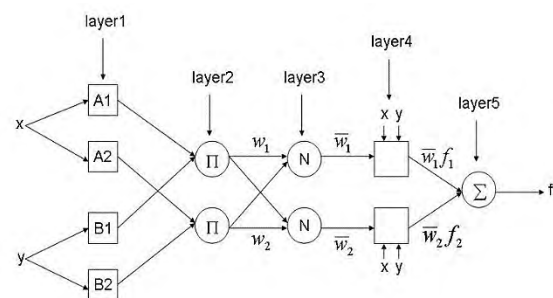 layer1
layer2
layer3
layer4
layer5
x
A1
A2
y
B1
B2
Π
Π
w₁
w₂
N
N
w̅₁
w̅₂
x y
x y
w̅₁f₁
w̅₂f₂
Σ
f